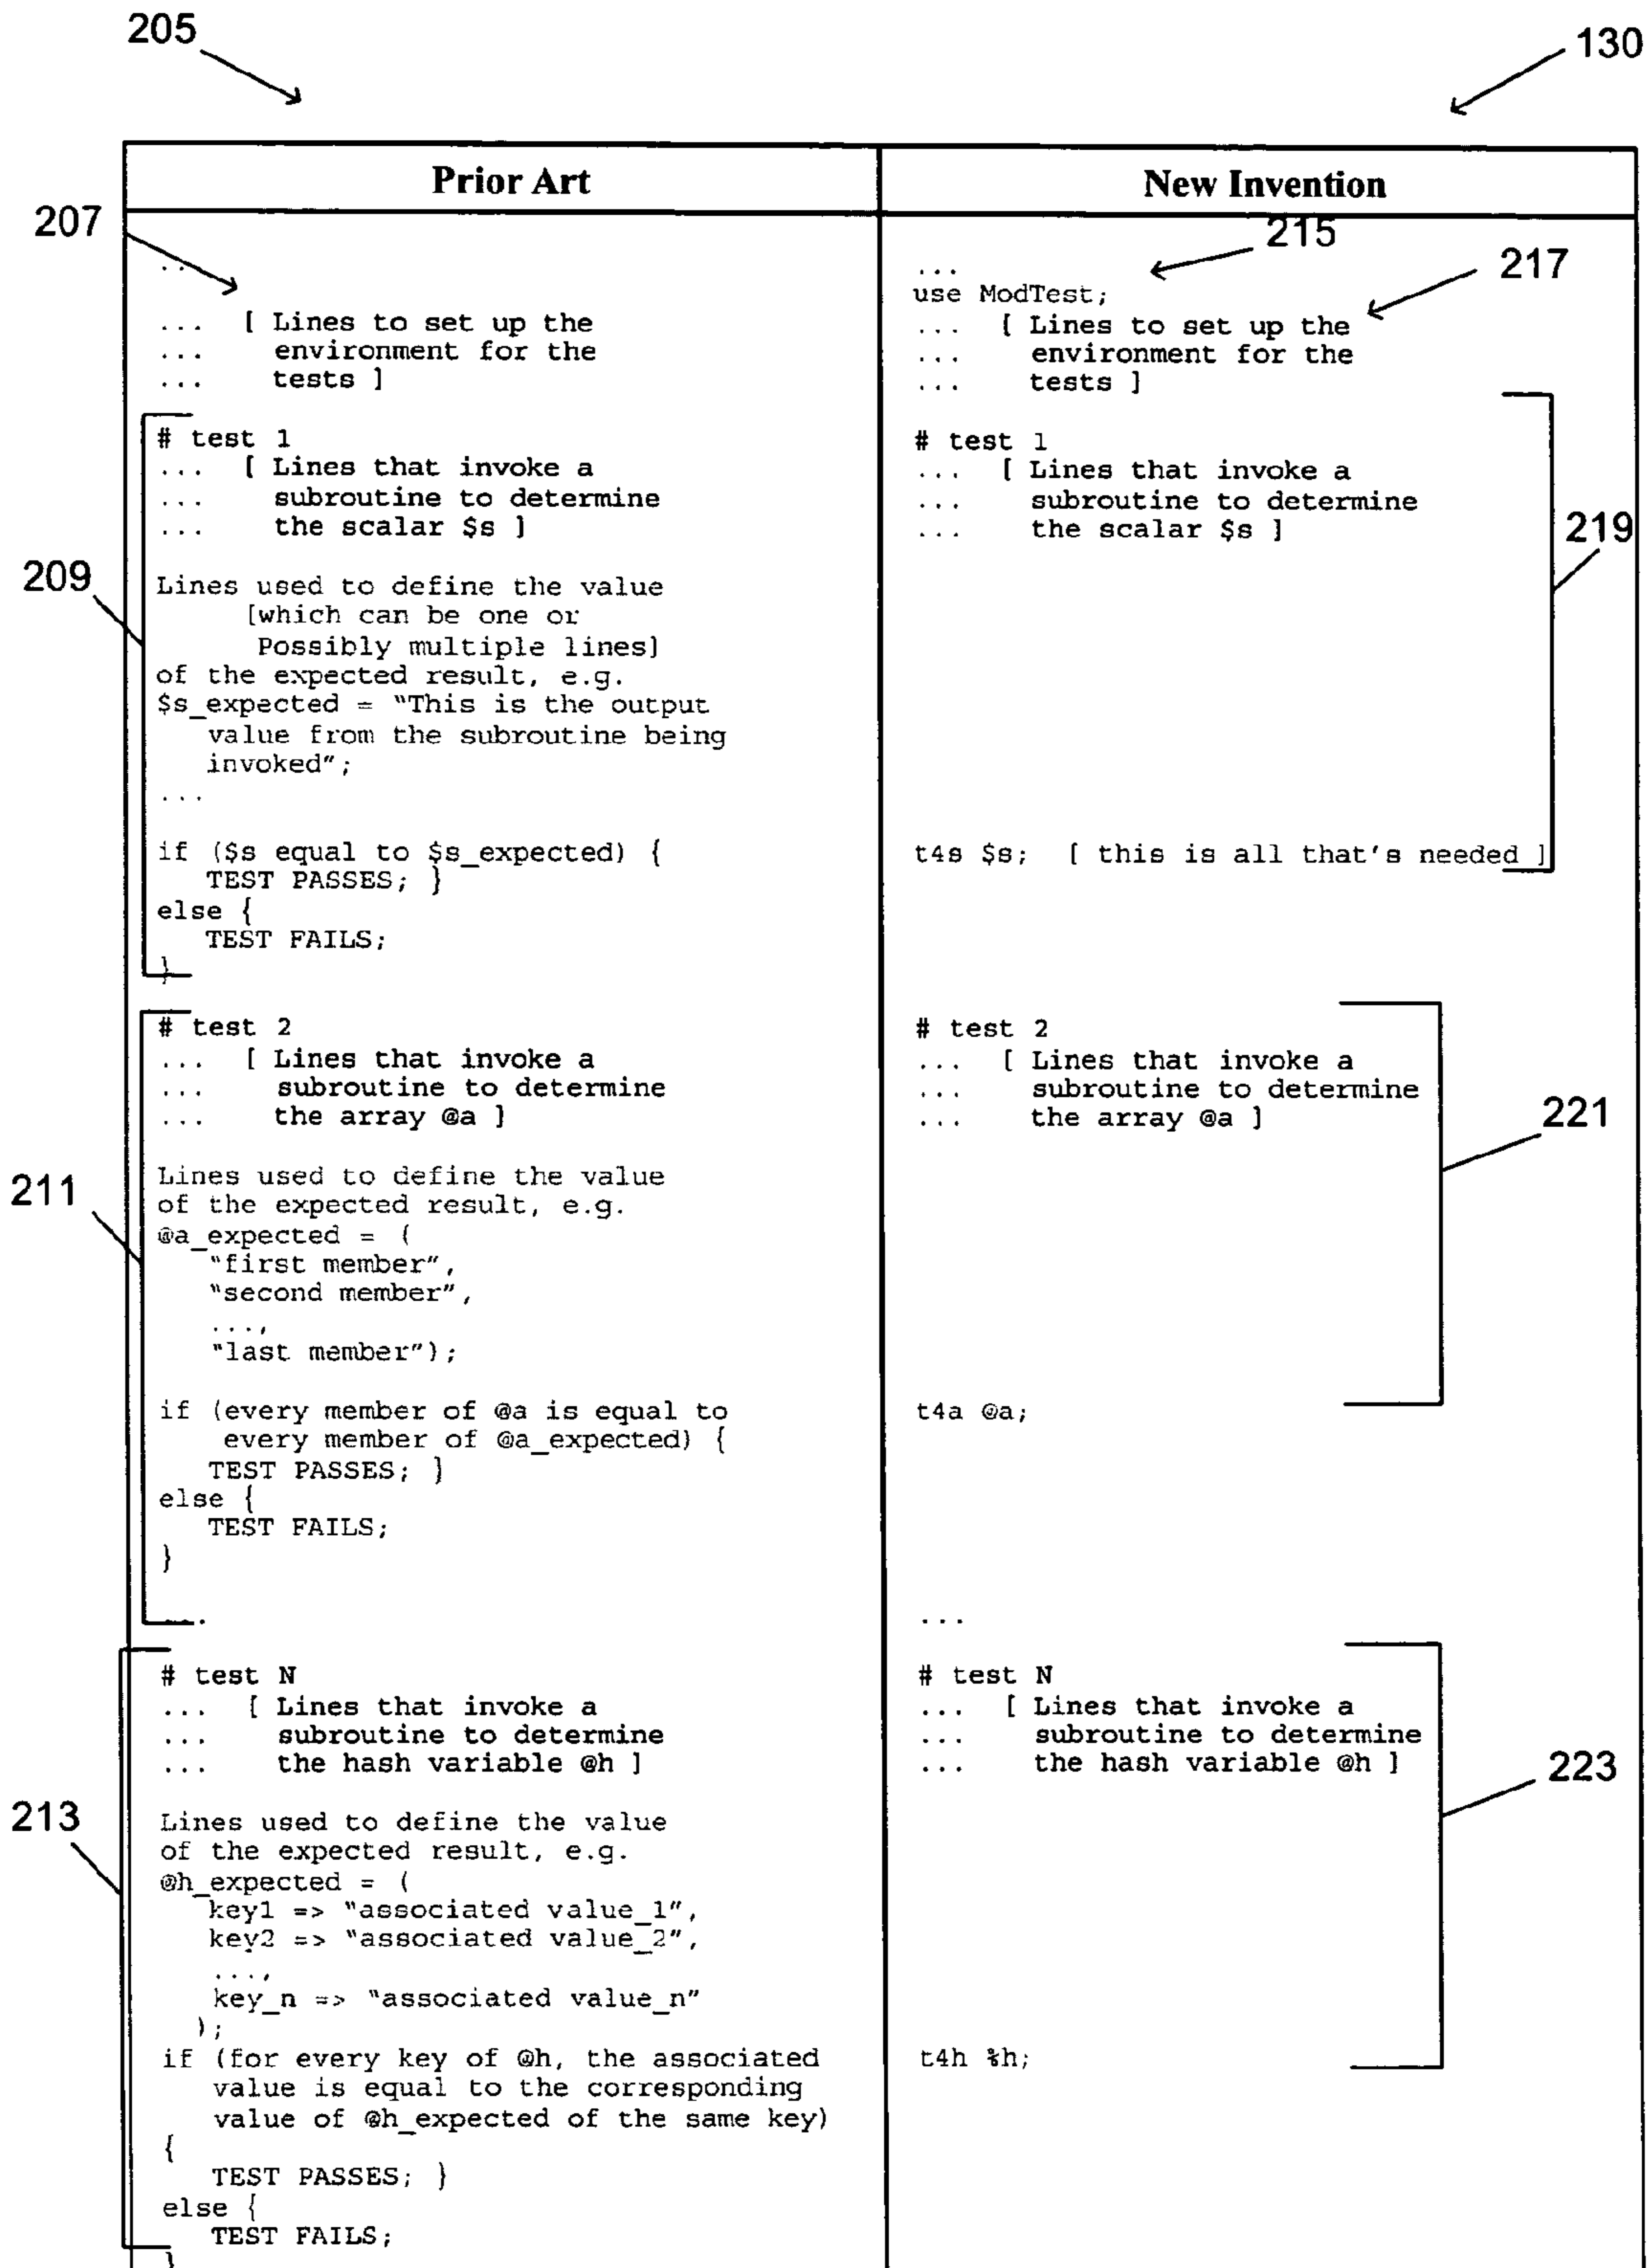 205
130
Prior Art
New Invention
207
215
217
..
... [ Lines to set up the
... environment for the
... tests ]
209
# test 1
... [ Lines that invoke a
... subroutine to determine
... the scalar $s ]
Lines used to define the value
[which can be one or
Possibly multiple lines]
of the expected result, e.g.
$s_expected = "This is the output
value from the subroutine being
invoked";
...
if ($s equal to $s_expected) {
TEST PASSES; }
else {
TEST FAILS;
}
211
# test 2
... [ Lines that invoke a
... subroutine to determine
... the array @a ]
Lines used to define the value
of the expected result, e.g.
@a_expected = (
"first member",
"second member",
...,
"last member");
if (every member of @a is equal to
every member of @a_expected) {
TEST PASSES; }
else {
TEST FAILS;
}
....
213
# test N
... [ Lines that invoke a
... subroutine to determine
... the hash variable @h ]
Lines used to define the value
of the expected result, e.g.
@h_expected = (
key1 => "associated value_1",
key2 => "associated value_2",
...,
key_n => "associated value_n"
);
if (for every key of @h, the associated
value is equal to the corresponding
value of @h_expected of the same key)
{
TEST PASSES; }
else {
TEST FAILS;
}
...
use ModTest;
... [ Lines to set up the
... environment for the
... tests ]
# test 1
... [ Lines that invoke a
... subroutine to determine
... the scalar $s ]
219
t4s $s; [ this is all that's needed ]
# test 2
... [ Lines that invoke a
... subroutine to determine
... the array @a ]
221
t4a @a;
...
# test N
... [ Lines that invoke a
... subroutine to determine
... the hash variable @h ]
223
t4h %h;